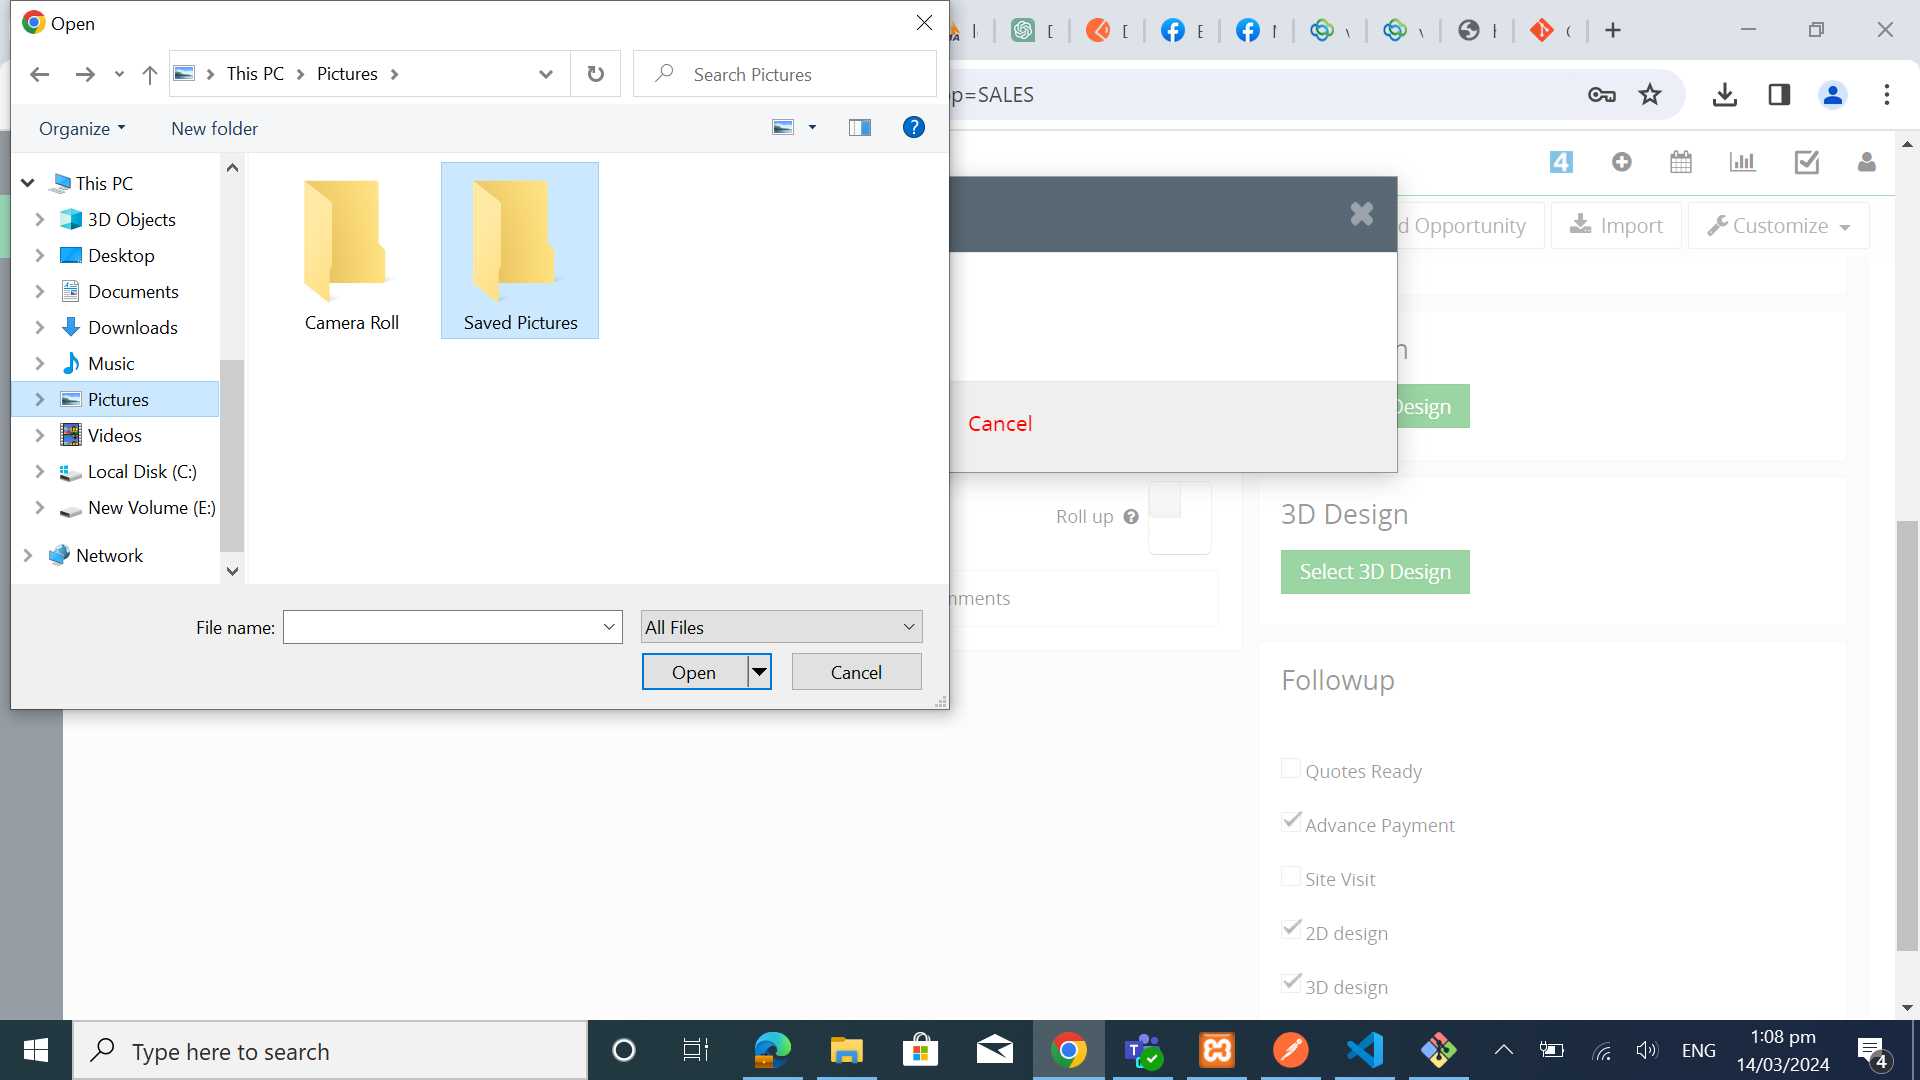 Open
This PC
Pictures
Search Pictures
p=SALES
Organize
New folder
This PC
3D Objects
Desktop
Documents
Downloads
Music
Pictures
Videos
Local Disk (C:)
New Volume (E:)
Network
Camera Roll
Saved Pictures
File name:
All Files
Open
Cancel
4
d Opportunity
Import
Customize
Cancel
n
Design
Roll up
3D Design
Select 3D Design
mments
Followup
Quotes Ready
Advance Payment
Site Visit
2D design
3D design
Type here to search
ENG
1:08 pm
14/03/2024
4